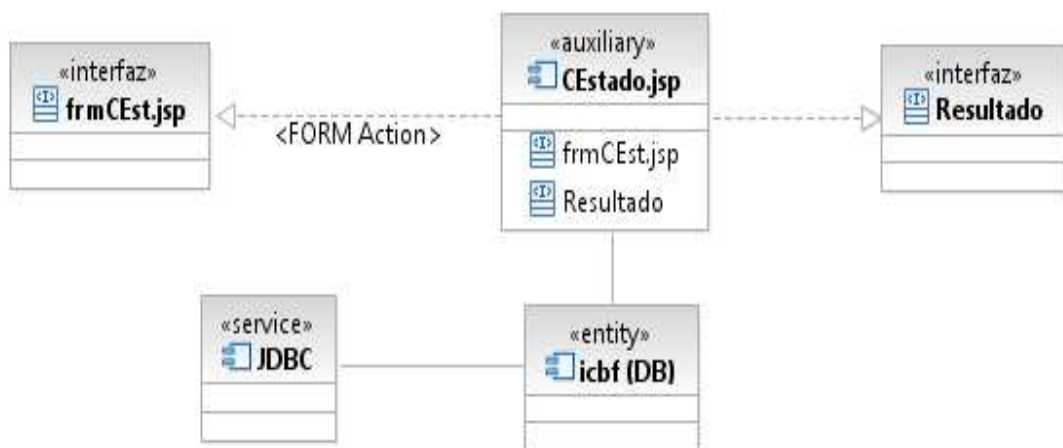 «interfaz»
frmCEst.jsp
<FORM Action>
«auxiliary»
CEstado.jsp
frmCEst.jsp
Resultado
«interfaz»
Resultado
«service»
JDBC
«entity»
icbf (DB)